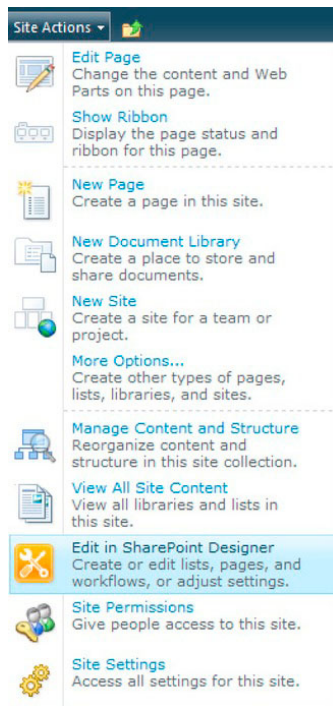 Site Actions
Edit Page
Change the content and Web
Parts on this page.
Show Ribbon
Display the page status and
ribbon for this page.
New Page
Create a page in this site.
New Document Library
Create a place to store and
share documents.
New Site
Create a site for a team or
project.
More Options...
Create other types of pages,
lists, libraries, and sites.
Manage Content and Structure
Reorganize content and
structure in this site collection.
View All Site Content
View all libraries and lists in
this site.
Edit in SharePoint Designer
Create or edit lists, pages, and
workflows, or adjust settings.
Site Permissions
Give people access to this site.
Site Settings
Access all settings for this site.